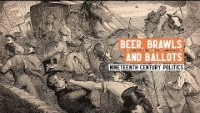 BEER, BRAWLS
AND BALLOTS
NINETEENTH CENTURY POLITICS